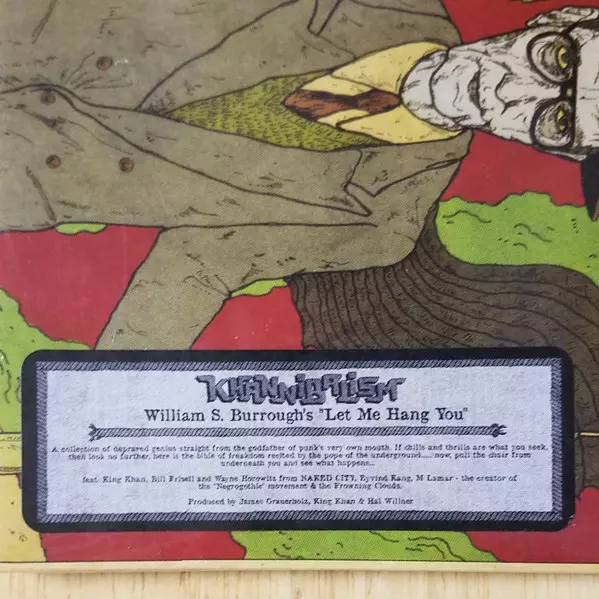 KHANNIBALISM
William S. Burrough's "Let Me Hang You"
A collection of depraved genius straight from the godfather of punk's very own mouth. If chills and thrills are what you seek,
then look no further, here is the bible of freakdom recited by the pope of the underground..... now, pull the chair from
underneath you and see what happens...
feat. King Khan, Bill Frisell and Wayne Horowitz from NAKED CITY, Eyvind Kang, M Lamar - the creator of
the "Negrogothic" movement & the Frowning Clouds.
Produced by James Grauerholz, King Khan & Hal Willner